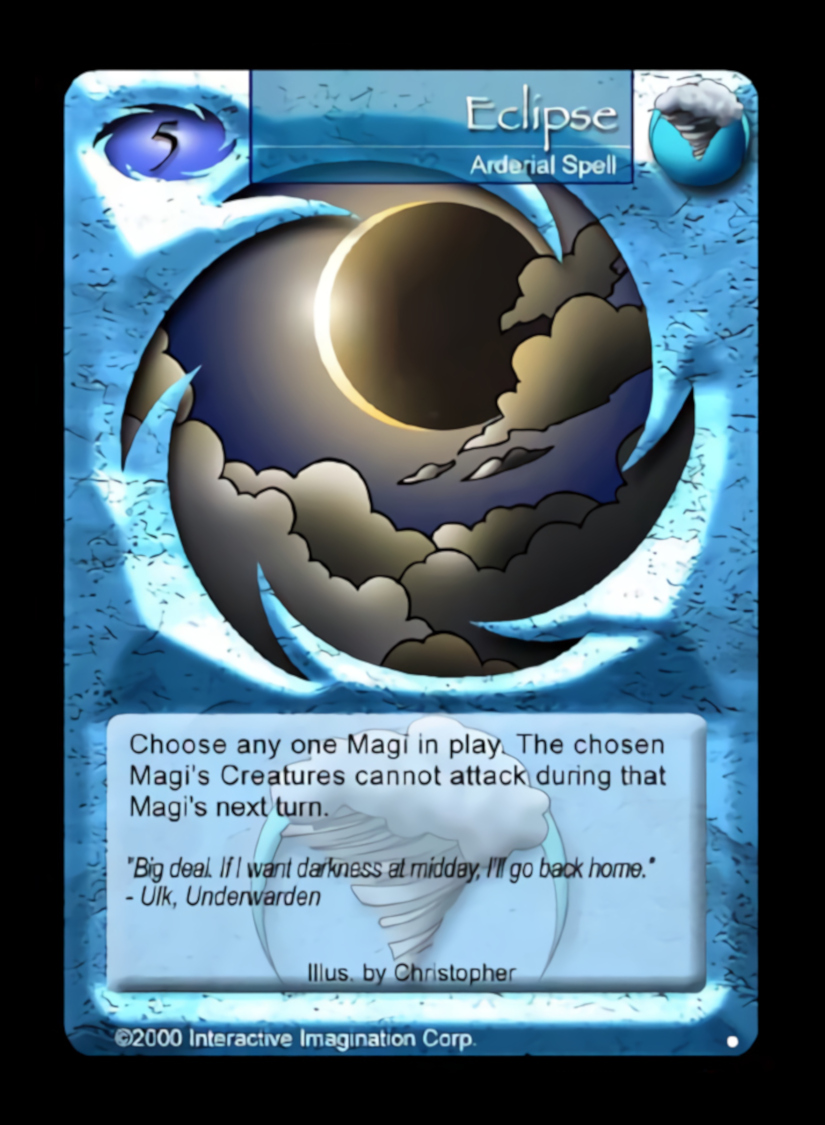 5
Eclipse
Arderial Spell
Choose any one Magi in play. The chosen
Magi's Creatures cannot attack during that
Magi's next turn.
"Big deal. If I want darkness at midday, I'll go back home."
- Ulk, Underwarden
Illus. by Christopher
©2000 Interactive Imagination Corp.